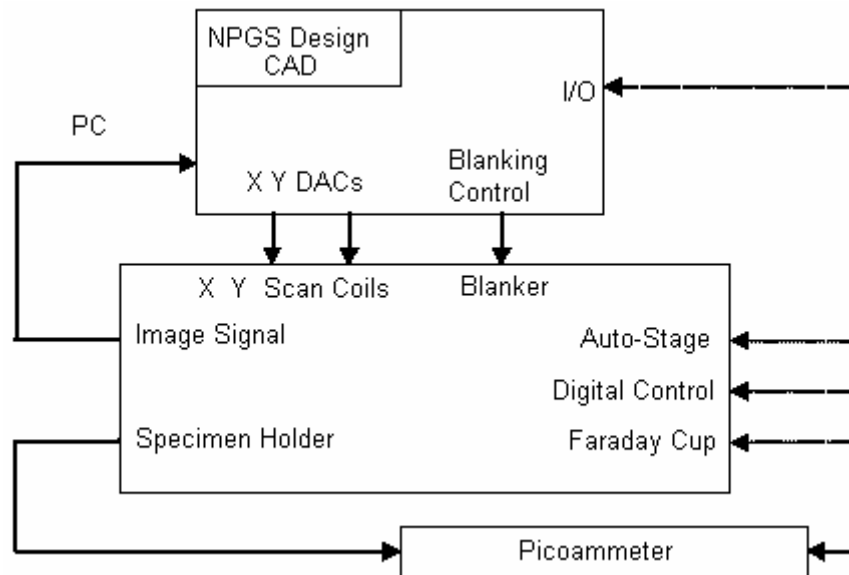 NPGS Design
CAD
I/O
PC
X Y DACs
Blanking
Control
X Y Scan Coils
Blanker
Image Signal
Auto-Stage
Digital Control
Specimen Holder
Faraday Cup
Picoammeter